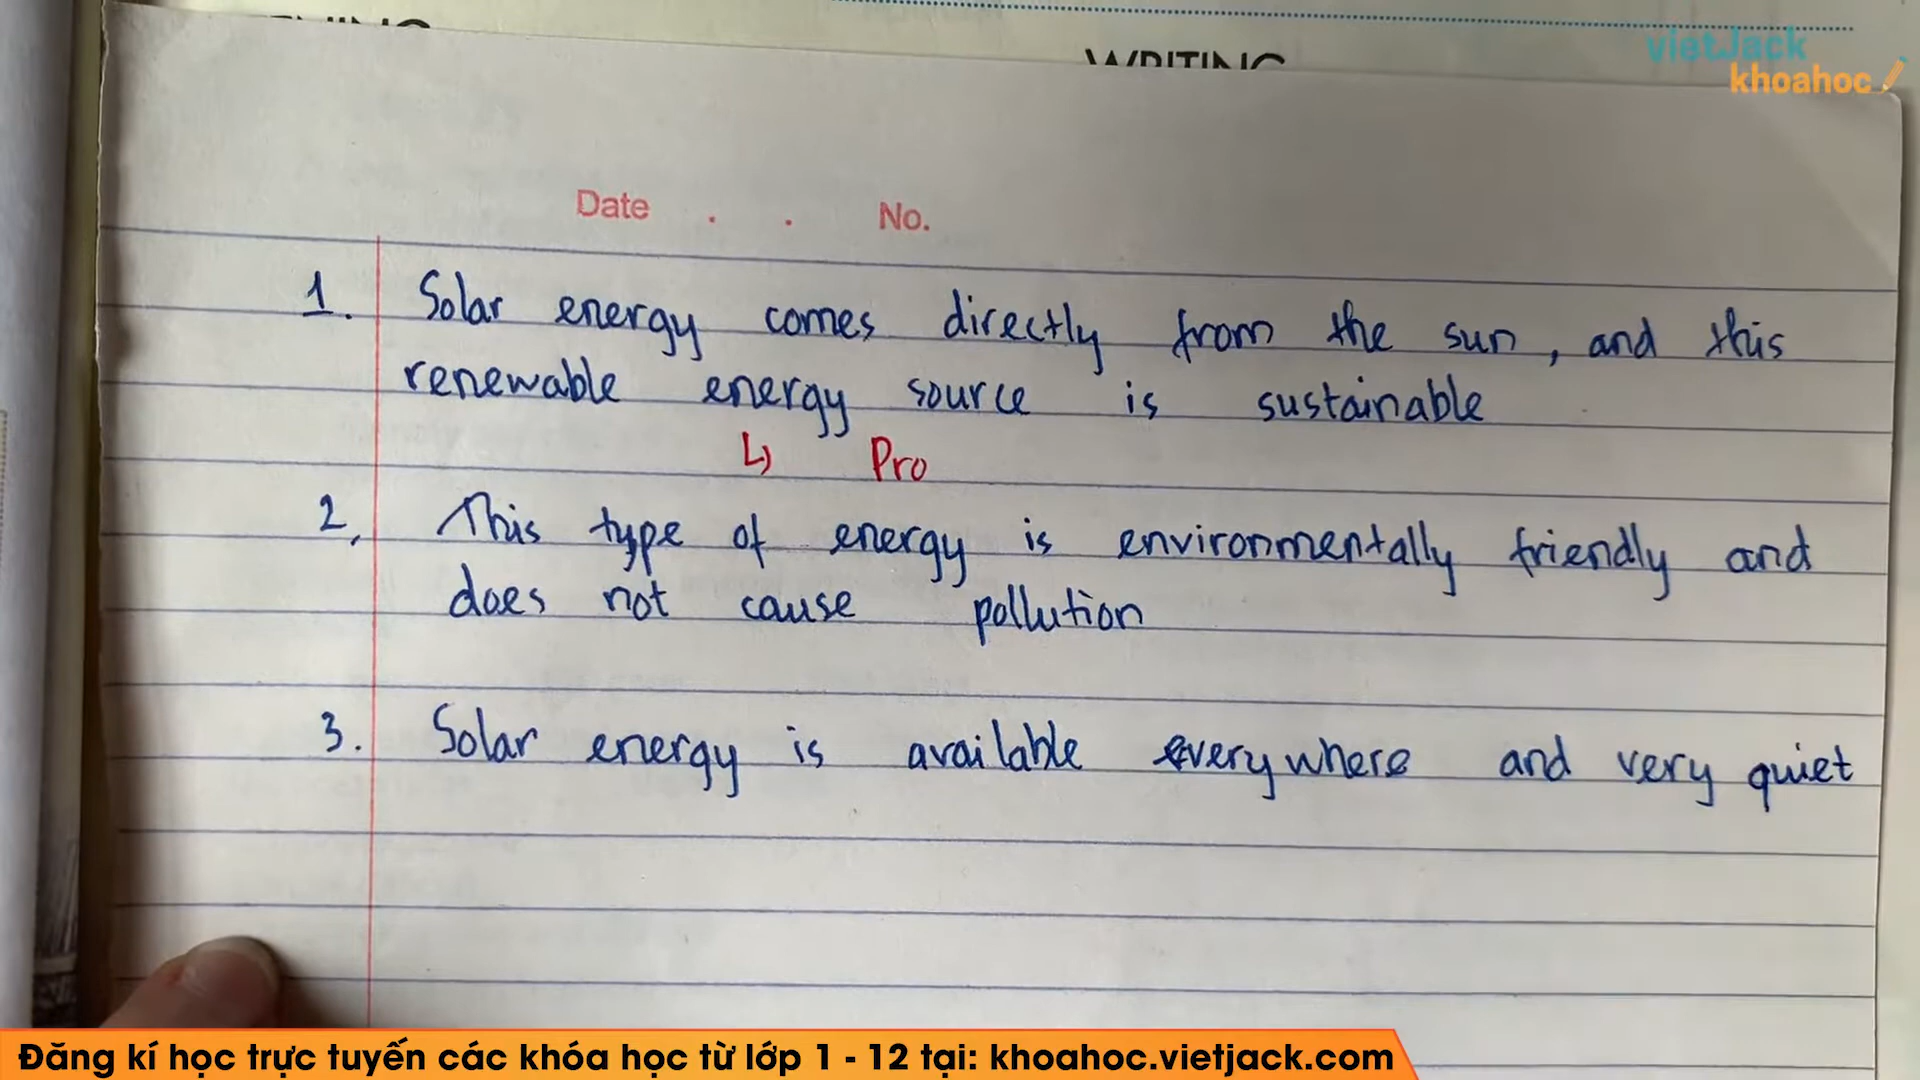 WRITING
vietJack
khoahoc
Date . . No.
1. Solar energy comes directly from the sun, and this
renewable energy source is sustainable
↳ Pro
2. This type of energy is environmentally friendly and
does not cause pollution
3. Solar energy is available everywhere and very quiet
Đăng kí học trực tuyến các khóa học từ lớp 1 - 12 tại: khoahoc.vietjack.com